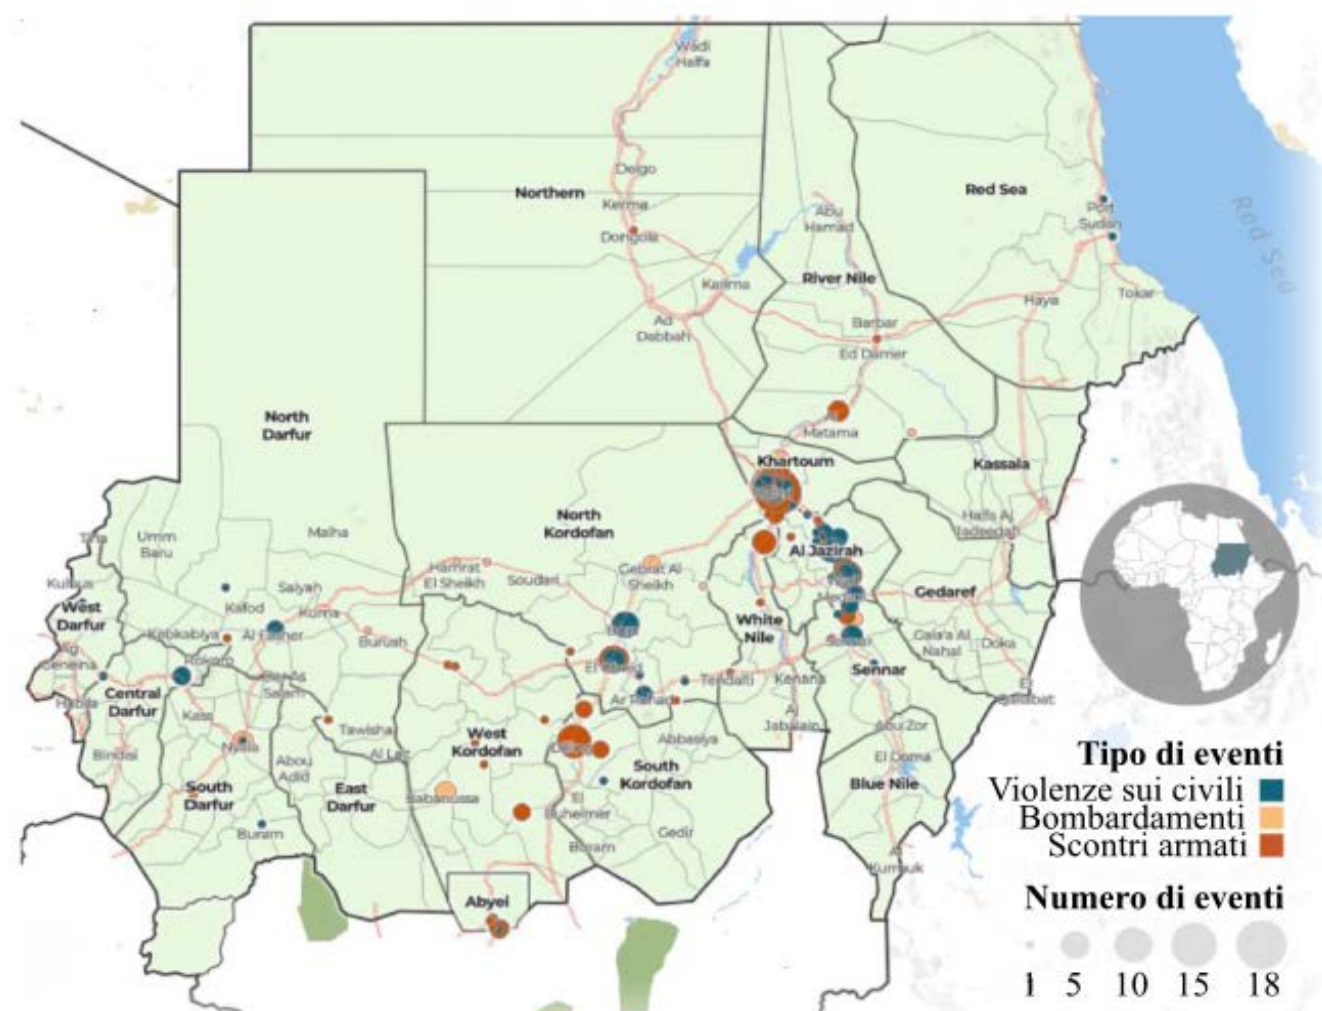 Wadi
Halfa
Delgo
Northern
Kerma
Dongola
Red Sea
Port
Sudan
Red Sea
Abu
Hamad
River Nile
Karima
Haya
Tokar
Ad
Dabbah
Barbar
Ed Damer
North
Darfur
Matama
Khartoum
Kassala
North
Kordofan
Halfa Aj
Jadeedah
Umm
Baru
Malha
Al Jazirah
Hamrat
El Sheikh
Soudari
Gebrat Al
Sheikh
Kulbus
Saiyah
Kafod
Kuma
West
Darfur
Kebkabiya
Al Fasher
Burush
White
Nile
Gedaref
Gala'a Al
Nahal
Doka
Sennar
Tendalti
Kenana
Ar Rahad
Central
Darfur
Habila
Kass
Tawisha
Al Jabalain
Abu Zor
Bindisi
Nyala
Abou
Adid
Al Lait
West
Kordofan
Abbasiya
El Doma
South
Darfur
East
Darfur
Babanussa
South
Kordofan
Blue Nile
El
Buheimer
Buram
Buram
Gedir
Al
Kurmuk
Abyei
Tipo di eventi
Violenze sui civili
Bombardamenti
Scontri armati
Numero di eventi
1 5 10 15 18